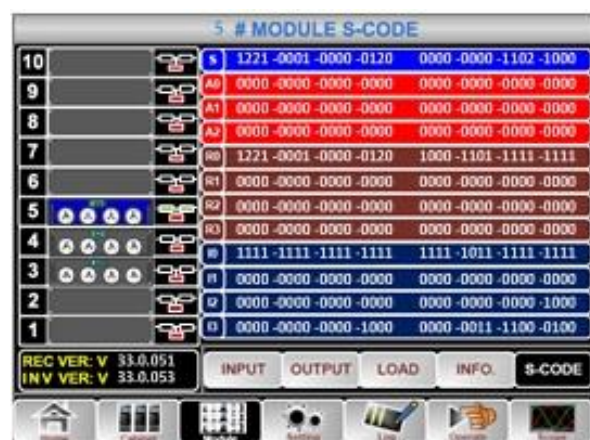 5 # MODULE S-CODE
10 S 1221 -0001 -0000 -0120 0000 -0000 -1102 -1000
9 A0 0000 -0000 -0000 -0000 0000 -0000 -0000 -0000
8 A1 0000 -0000 -0000 -0000 0000 -0000 -0000 -0000
A2 0000 -0000 -0000 -0000 0000 -0000 -0000 -0000
7 R0 1221 -0001 -0000 -0120 1000 -1101 -1111 -1111
6 R1 0000 -0000 -0000 -0000 0000 -0000 -0000 -0000
5 R2 0000 -0000 -0000 -0000 0000 -0000 -0000 -0000
R3 0000 -0000 -0000 -0000 0000 -0000 -0000 -0000
4 I0 1111 -1111 -1111 -1111 1111 -1011 -1111 -1111
3 I1 0000 -0000 -0000 -0000 0000 -0000 -0000 -0000
2 I2 0000 -0000 -0000 -0000 0000 -0000 -0000 -1000
1 I3 0000 -0000 -0000 -1000 0000 -0011 -1100 -0100
REC VER: V 33.0.051
INV VER: V 33.0.053
INPUT OUTPUT LOAD INFO. S-CODE
Home Cabinet Module Setting Log Operate